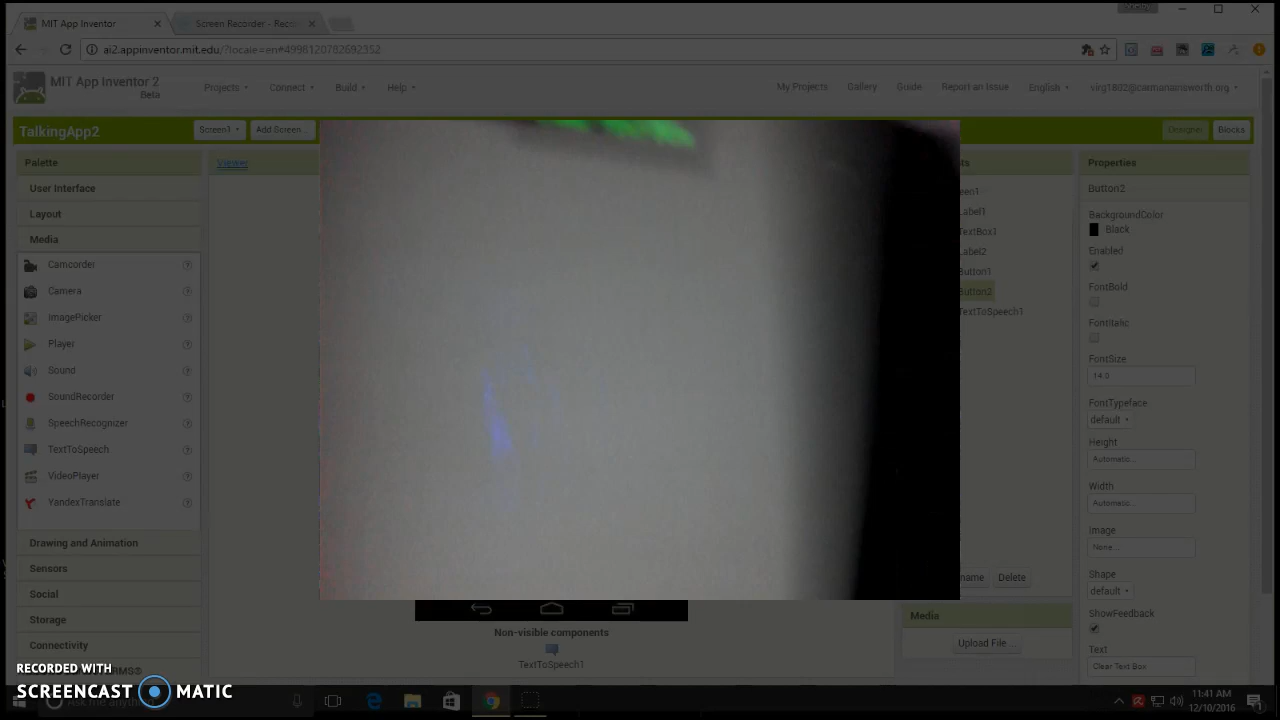 MIT App Inventor
Screen Recorder - Reco
ai2.appinventor.mit.edu/?locale=en#4998120782692352
MIT App Inventor 2
Beta
Projects
Connect
Build
Help
My Projects
Gallery
Guide
Report an Issue
English
virg1802@carmanainsworth.org
TalkingApp2
Screen1
Add Screen...
Designer
Blocks
Palette
Viewer
Properties
User Interface
Layout
Media
Camcorder
Camera
ImagePicker
Player
Sound
SoundRecorder
SpeechRecognizer
TextToSpeech
VideoPlayer
YandexTranslate
Drawing and Animation
Sensors
Social
Storage
Connectivity
Label1
TextBox1
Label2
Button1
Button2
TextToSpeech1
Delete
Media
Upload File ...
Button2
BackgroundColor
Black
Enabled
FontBold
FontItalic
FontSize
14.0
FontTypeface
default
Height
Automatic...
Width
Automatic...
Image
None...
Shape
default
ShowFeedback
Text
Clear Text Box
Non-visible components
TextToSpeech1
RECORDED WITH
SCREENCAST MATIC
11:41 AM
12/10/2016